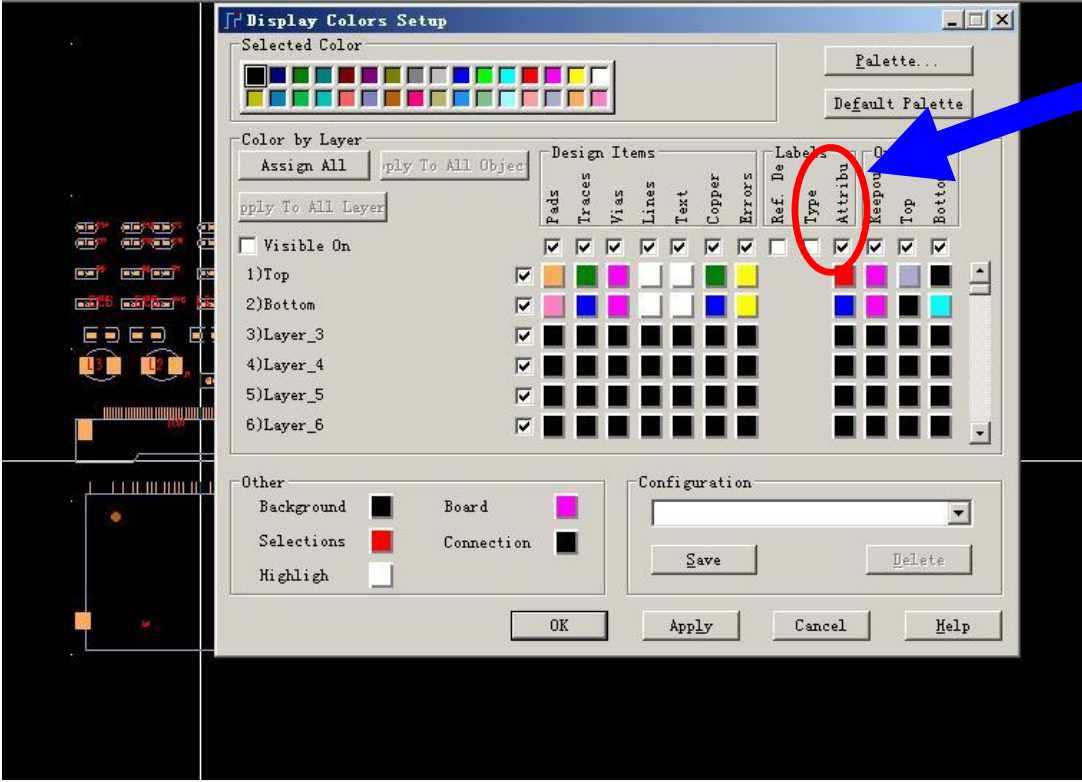 Display Colors Setup
Selected Color
Palette...
Default Palette
Color by Layer
Assign All
pply To All Objec
pply To All Layer
Design Items
Pads
Traces
Vias
Lines
Text
Copper
Errors
Labels
Ref. De
Type
Attribu
Keepou
Top
Botto
Visible On
1)Top
2)Bottom
3)Layer_3
4)Layer_4
5)Layer_5
6)Layer_6
Other
Background
Board
Selections
Connection
Highligh
Configuration
Save
Delete
OK
Apply
Cancel
Help
L3
L2